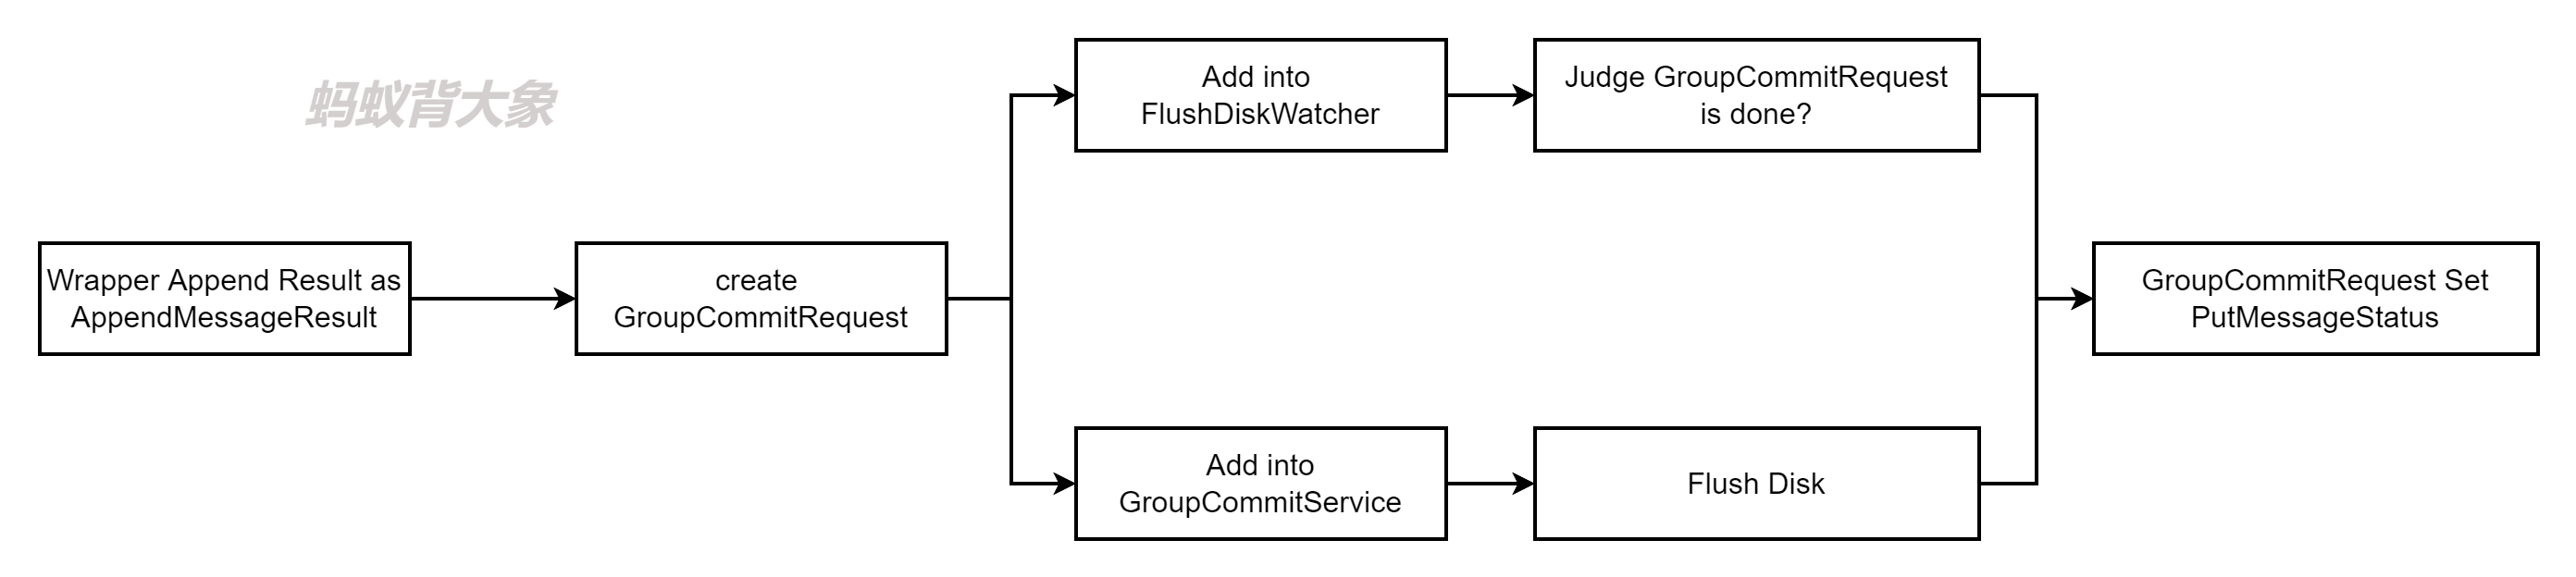 蚂蚁背大象
Wrapper Append Result as
AppendMessageResult
create
GroupCommitRequest
Add into
FlushDiskWatcher
Judge GroupCommitRequest
is done?
Add into
GroupCommitService
Flush Disk
GroupCommitRequest Set
PutMessageStatus